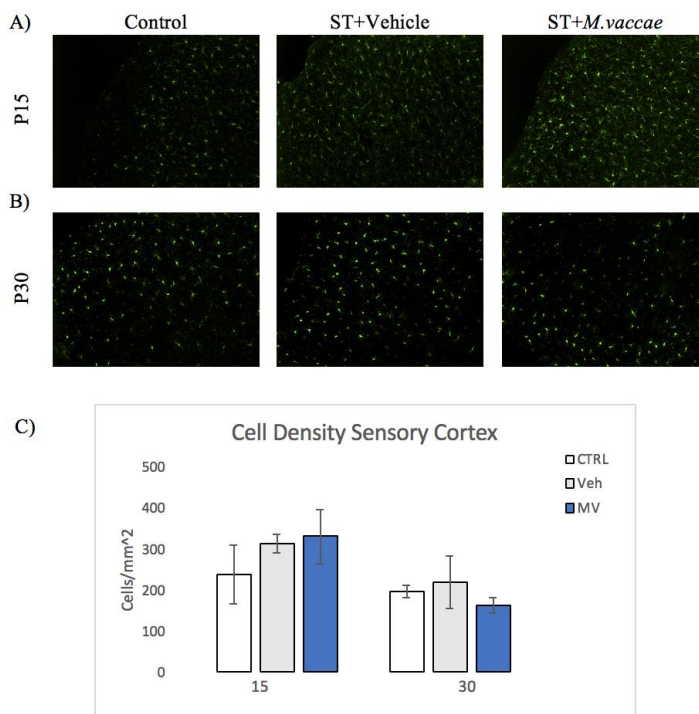 A)
Control
ST+Vehicle
ST+M.vaccae
P15
B)
P30
C)
Cell Density Sensory Cortex
500
400
300
200
100
0
Cells/mm^2
15
30
CTRL
Veh
MV